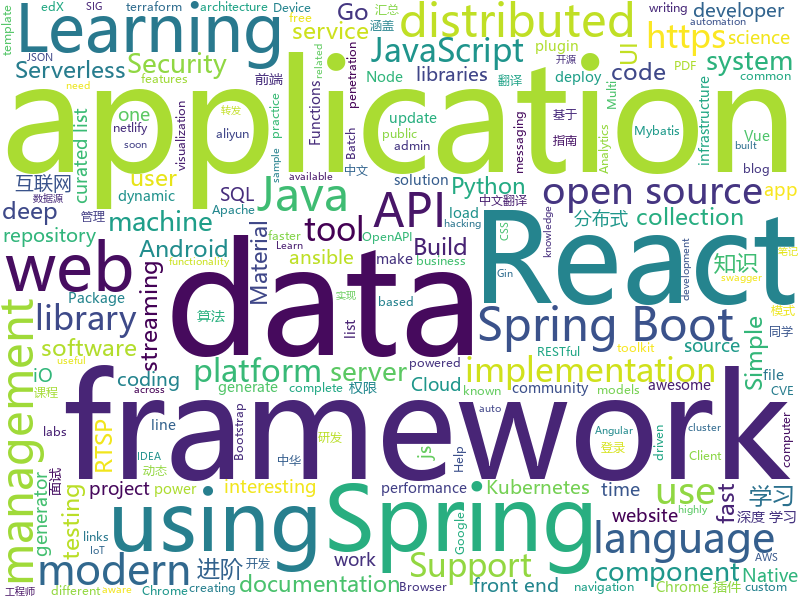 edX SIG terraform architecture Device
template free writing
JSON
Learning
distributed
Go
汇总
涵盖
automation
developer
service
https science
JavaScript
plugin
开源
UI
system
PDF
code
common
Serverless
Security
features
related
penetration
libraries
Node
翻译
deploy
application
need
curated list
one
前端
转发
visualization
practice
Functions
Batch
Multi
基于
update
messaging
Analytics
Mybatis
infrastructure
Vue
netlify
soon
aliyun
sample
public
admin
指南
built
blog
互联网
user
Java
available
中文
solution
Python
中文翻译
app
deep
数据源
管理
dynamic
SQL
Apache
API
load
open source
machine
tool
faster
OpenAPI
hacking
knowledge
CSS
分布式
collection
repository
Android
Learn
Build
make
business
Gin
development
笔记
web
Material
ansible
functionality
data
React
知识
swagger
Package
streaming
library
算法
实现
based
list
Spring Boot
模式
同学
management
software
platform
server
implementation
RESTful
source
Simple
toolkit
iO
useful
coding
generate
complete
权限
Cloud
powered
community
awesome
file
课程
across
known
models
CVE
labs
framework
line
Bootstrap
js
auto
Angular
cluster
driven
登录
computer
面试
RTSP
IDEA
动态
中华
研发
Client
generator
testing
project
power
interesting
performance
Kubernetes
highly
Help
Google
time
use
fast
学习
website
深度 学习
links
IoT
using
Spring
language
AWS
modern
进阶
开发
work
Support
component
Native
工程师
different
aware
Chrome
creating
documentation
Browser
front end
navigation
Chrome 插件
custom